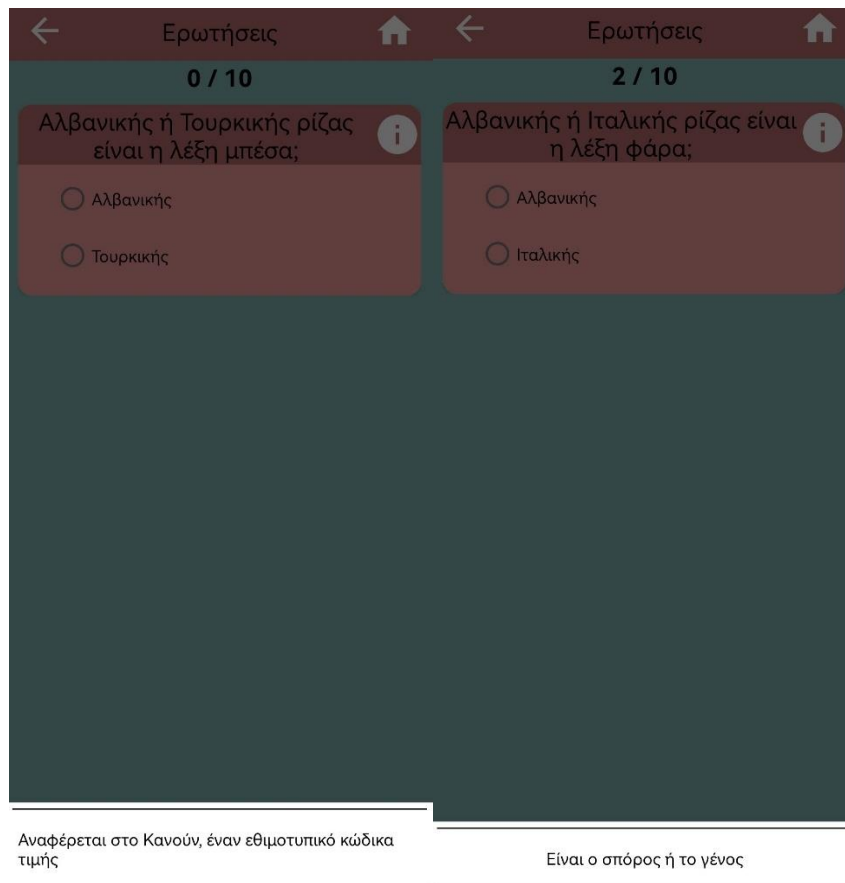 Ερωτήσεις
0 / 10
Αλβανικής ή Τουρκικής ρίζας
είναι η λέξη μπέσα;
Αλβανικής
Τουρκικής
Αναφέρεται στο Κανούν, έναν εθιμοτυπικό κώδικα
τιμής
Ερωτήσεις
2 / 10
Αλβανικής ή Ιταλικής ρίζας είναι
η λέξη φάρα;
Αλβανικής
Ιταλικής
Είναι ο σπόρος ή το γένος